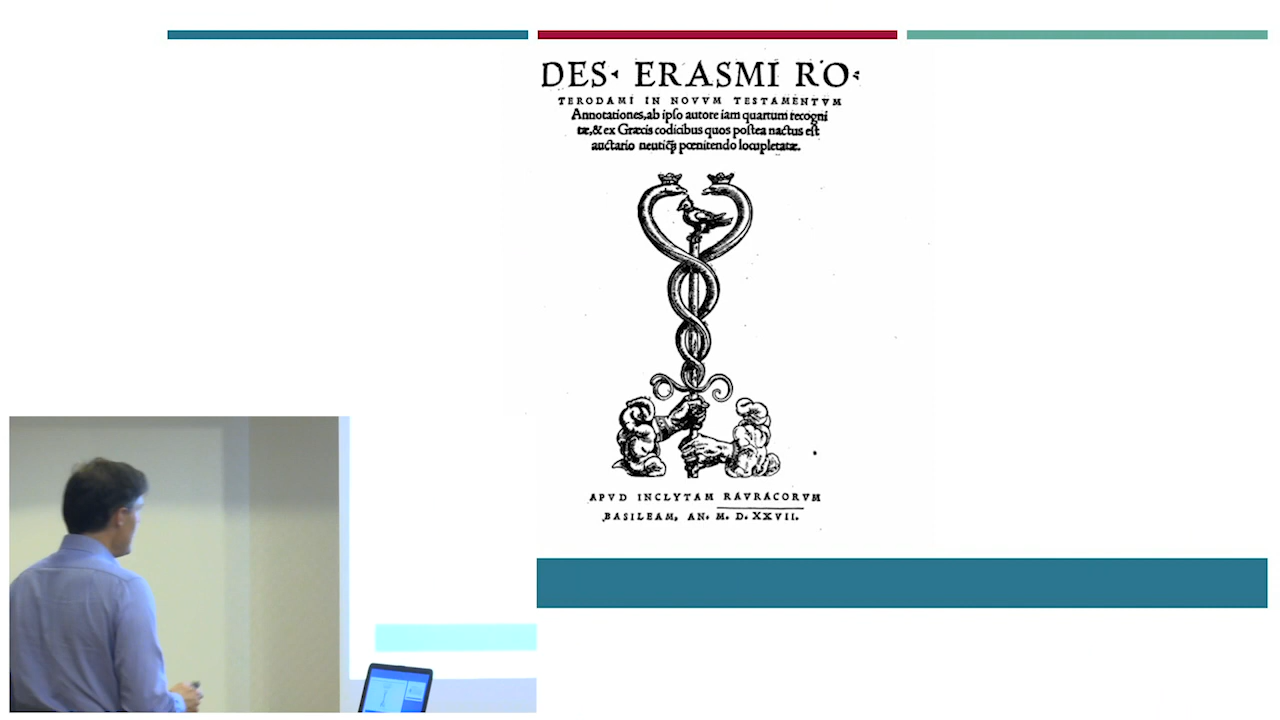 DES· ERASMI RO·
TERODAMI IN NOVVM TESTAMENTVM
Annotationes, ab ipſo autore iam quartum recogni
tæ, & ex Græcis codicibus quos poſtea nactus eſt
auctario neutiq̃ pœnitendo locupletatæ.
APVD INCLYTAM RAVRACORVM
BASILEAM, AN. M. D. XXVII.